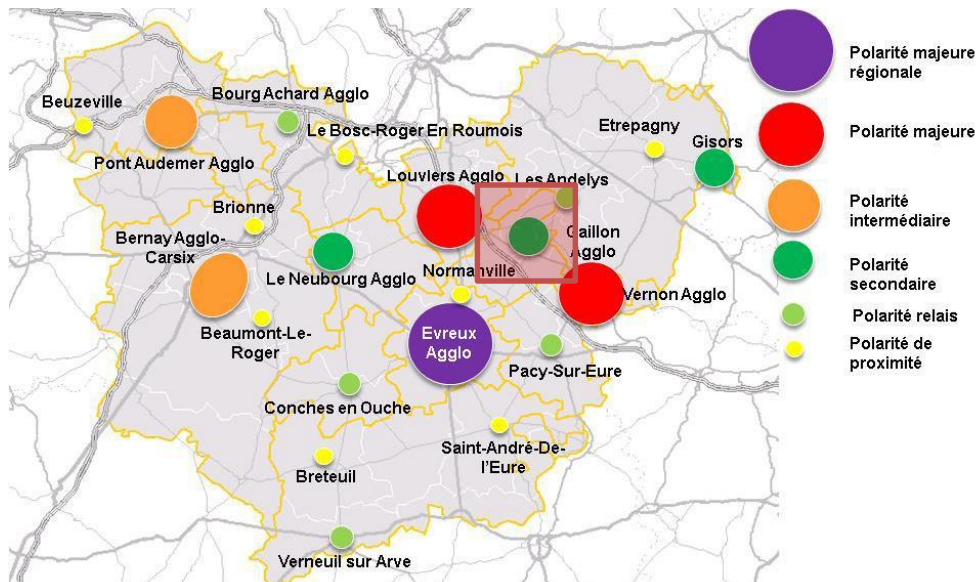 Beuzeville
Bourg Achard Agglo
Le Bosc-Roger En Roumois
Pont Audemer Agglo
Etrepagny
Gisors
Louviers Agglo
Les Andelys
Brionne
Bernay Agglo-
Carsix
Gaillon
Agglo
Le Neubourg Agglo
Normanville
Vernon Agglo
Beaumont-Le-
Roger
Evreux
Agglo
Pacy-Sur-Eure
Conches en Ouche
Saint-André-De-
l'Eure
Breteuil
Verneuil sur Arve
Polarité majeure
régionale
Polarité majeure
Polarité
intermédiaire
Polarité
secondaire
Polarité relais
Polarité de
proximité